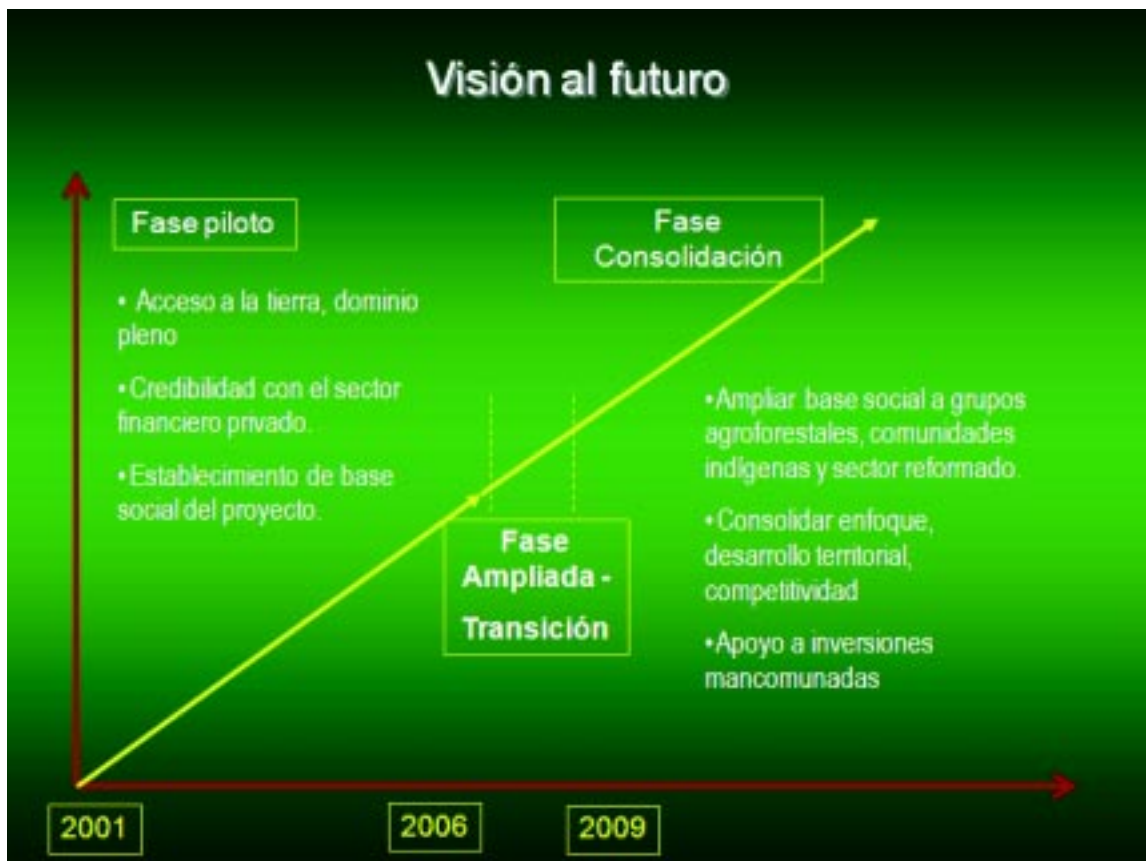 Visión al futuro
Fase piloto
• Acceso a la tierra, dominio
pleno
•Credibilidad con el sector
financiero privado.
•Establecimiento de base
social del proyecto.
Fase
Ampliada -
Transición
Fase
Consolidación
•Ampliar base social a grupos
agroforestales, comunidades
indígenas y sector reformado.
•Consolidar enfoque,
desarrollo territorial,
competitividad
•Apoyo a inversiones
mancomunadas
2001
2006
2009